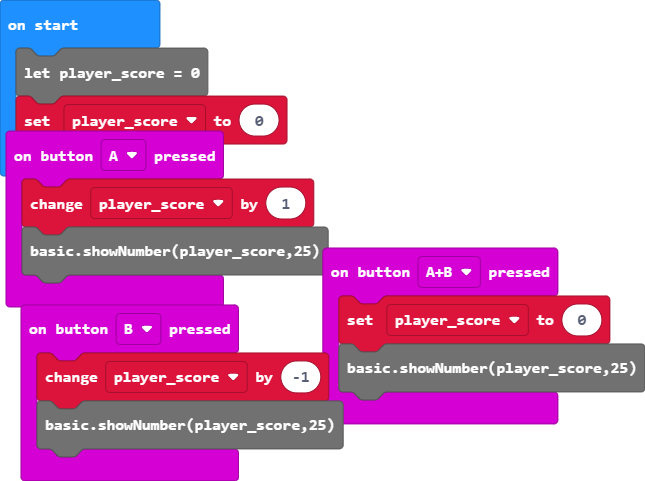 on start
let player_score = 0
set player_score to 0
on button A pressed
change player_score by 1
basic.showNumber(player_score,25)
on button A+B pressed
set player_score to 0
basic.showNumber(player_score,25)
on button B pressed
change player_score by -1
basic.showNumber(player_score,25)